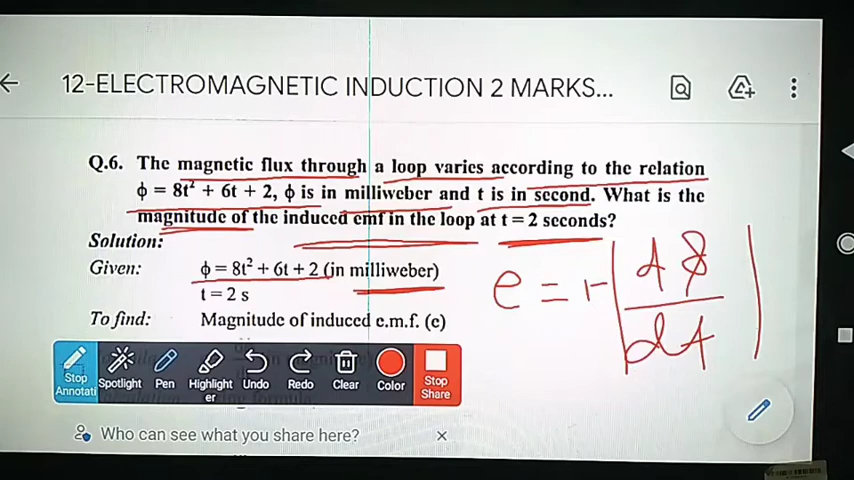 12-ELECTROMAGNETIC INDUCTION 2 MARKS...
Q.6. The magnetic flux through a loop varies according to the relation
ϕ = 8t² + 6t + 2, ϕ is in milliweber and t is in second. What is the
magnitude of the induced emf in the loop at t = 2 seconds?
Solution:
Given: ϕ = 8t² + 6t + 2 (in milliweber)
t = 2 s
To find: Magnitude of induced e.m.f. (e)
e = |dϕ/dt|
Stop Annotati
Spotlight
Pen
Highlighter
Undo
Redo
Clear
Color
Stop Share
Who can see what you share here?